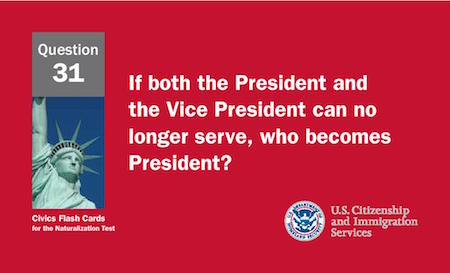 Question
31
If both the President and
the Vice President can no
longer serve, who becomes
President?
Civics Flash Cards
for the Naturalization Test
U.S. Citizenship
and Immigration
Services